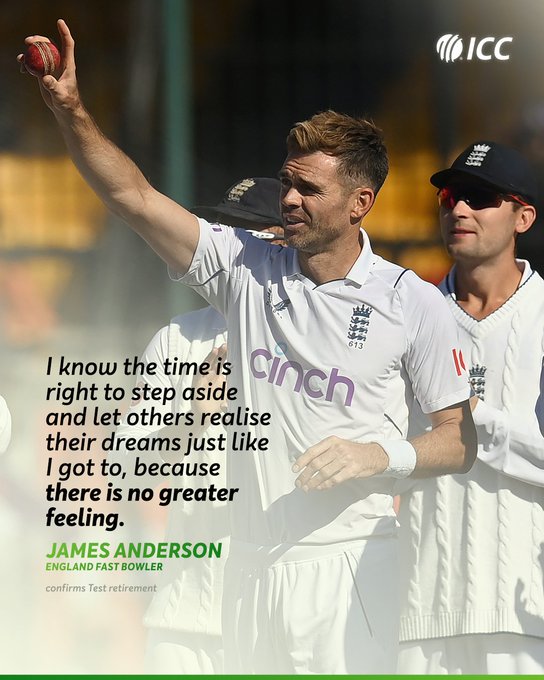 ICC
613
cinch
I know the time is
right to step aside
and let others realise
their dreams just like
I got to, because
there is no greater
feeling.
JAMES ANDERSON
ENGLAND FAST BOWLER
confirms Test retirement